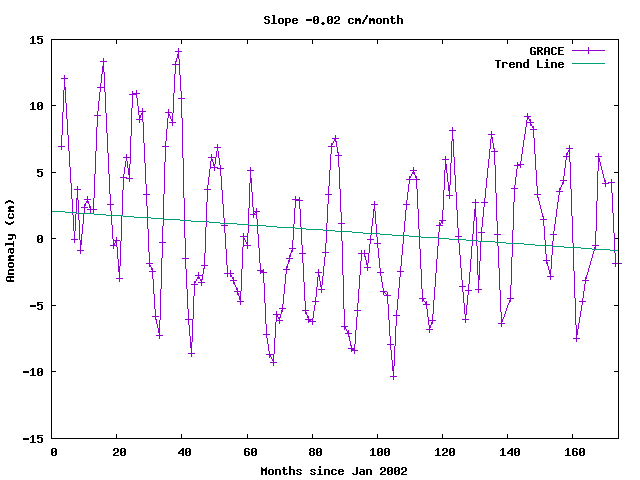 Slope -0.02 cm/month
GRACE
Trend Line
15
10
5
0
-5
-10
-15
Anomaly (cm)
0 20 40 60 80 100 120 140 160
Months since Jan 2002